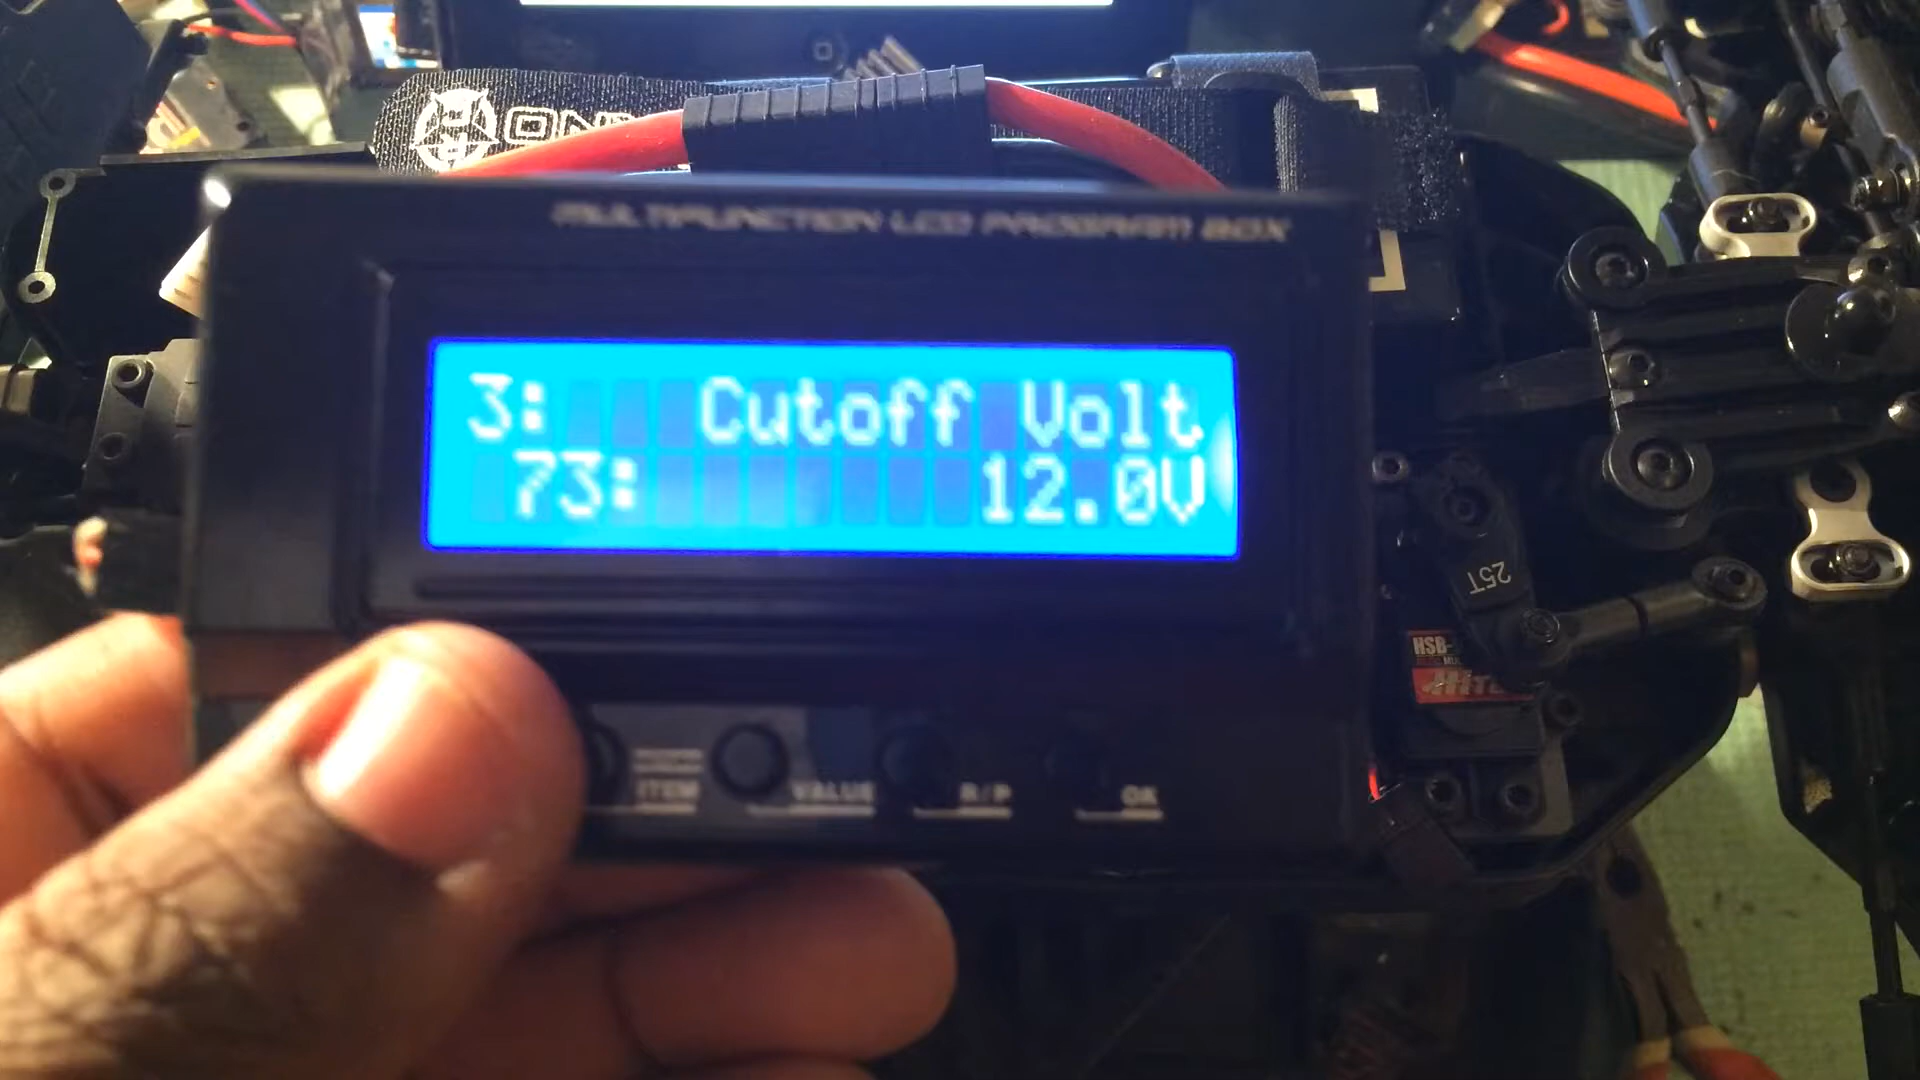 MULTIFUNCTION LCD PROGRAM BOX
3: Cutoff Volt
73: 12.0V
ITEM
VALUE
R/P
OK
25T